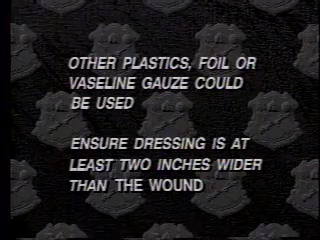 OTHER PLASTICS, FOIL OR
VASELINE GAUZE COULD
BE USED
ENSURE DRESSING IS AT
LEAST TWO INCHES WIDER
THAN THE WOUND